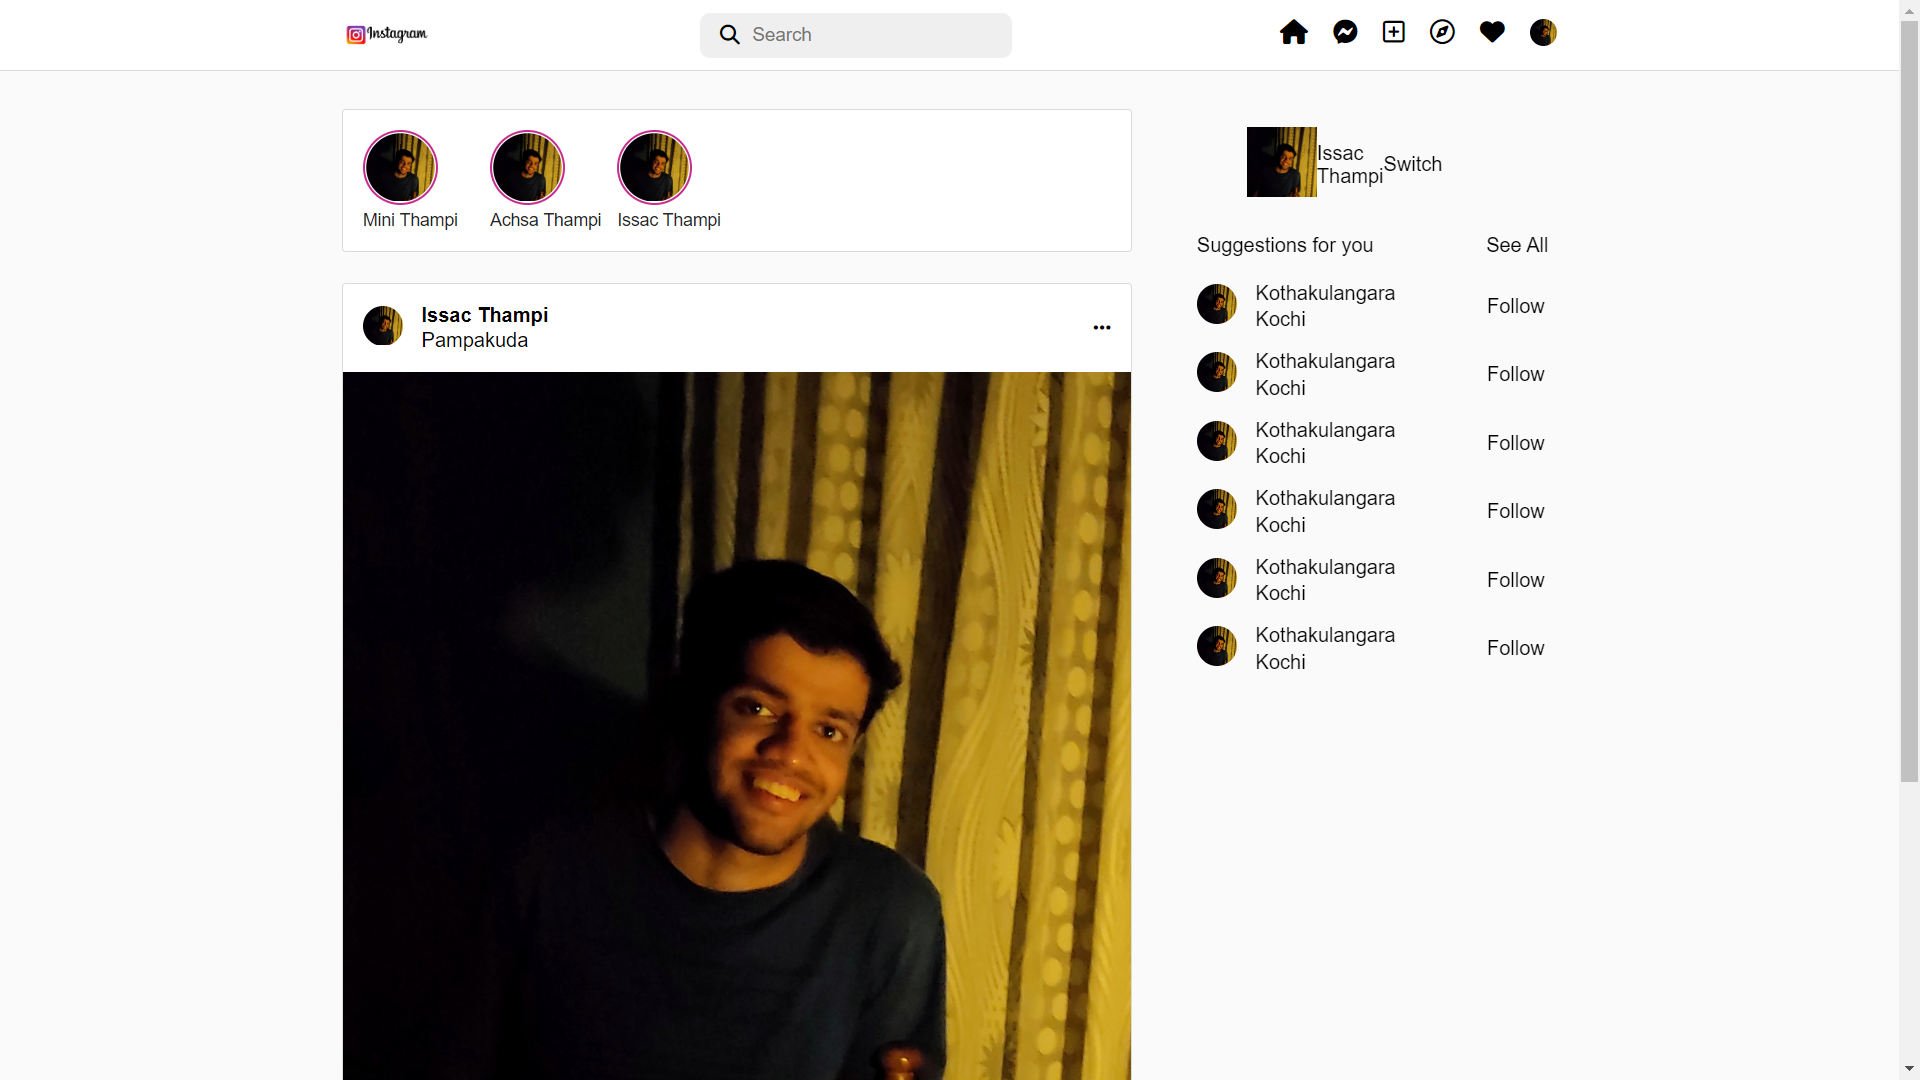 Instagram
Search
Mini Thampi
Achsa Thampi
Issac Thampi
Issac Thampi
Pampakuda
Issac
Thampi
Switch
Suggestions for you
See All
Kothakulangara
Kochi
Follow
Kothakulangara
Kochi
Follow
Kothakulangara
Kochi
Follow
Kothakulangara
Kochi
Follow
Kothakulangara
Kochi
Follow
Kothakulangara
Kochi
Follow